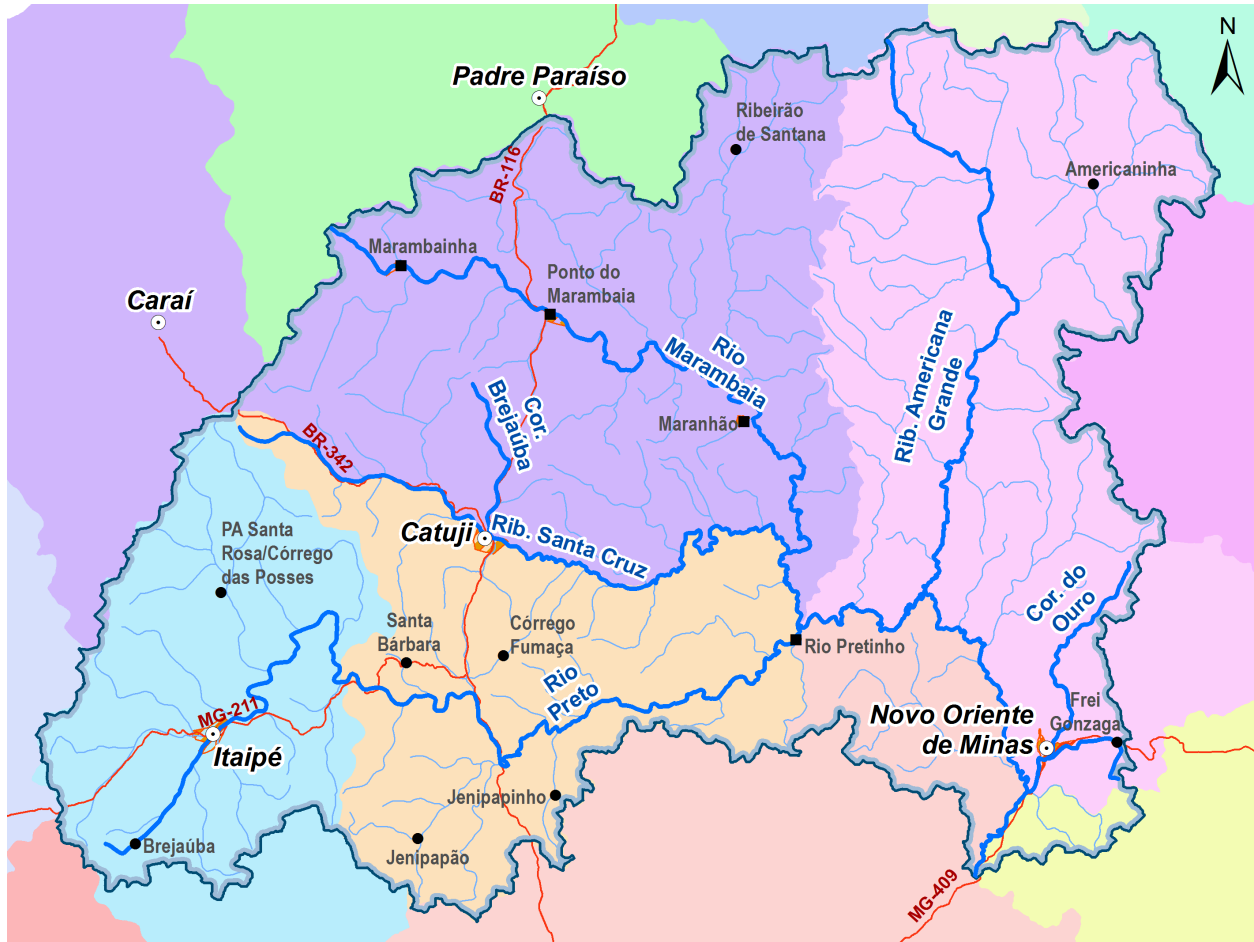 N
Padre Paraíso
Ribeirão
de Santana
BR-116
Americaninha
Marambainha
Ponto do
Marambaia
Caraí
Rio
Marambaia
Rib. Americana
Grande
Cor.
Brejaúba
Maranhão
BR-342
Catuji
Rib. Santa Cruz
PA Santa
Rosa/Córrego
das Posses
Cor. do
Ouro
Santa
Bárbara
Córrego
Fumaça
Rio Pretinho
Rio
Preto
Frei
Gonzaga
MG-211
Itaipé
Novo Oriente
de Minas
Jenipapinho
Brejaúba
Jenipapão
MG-409